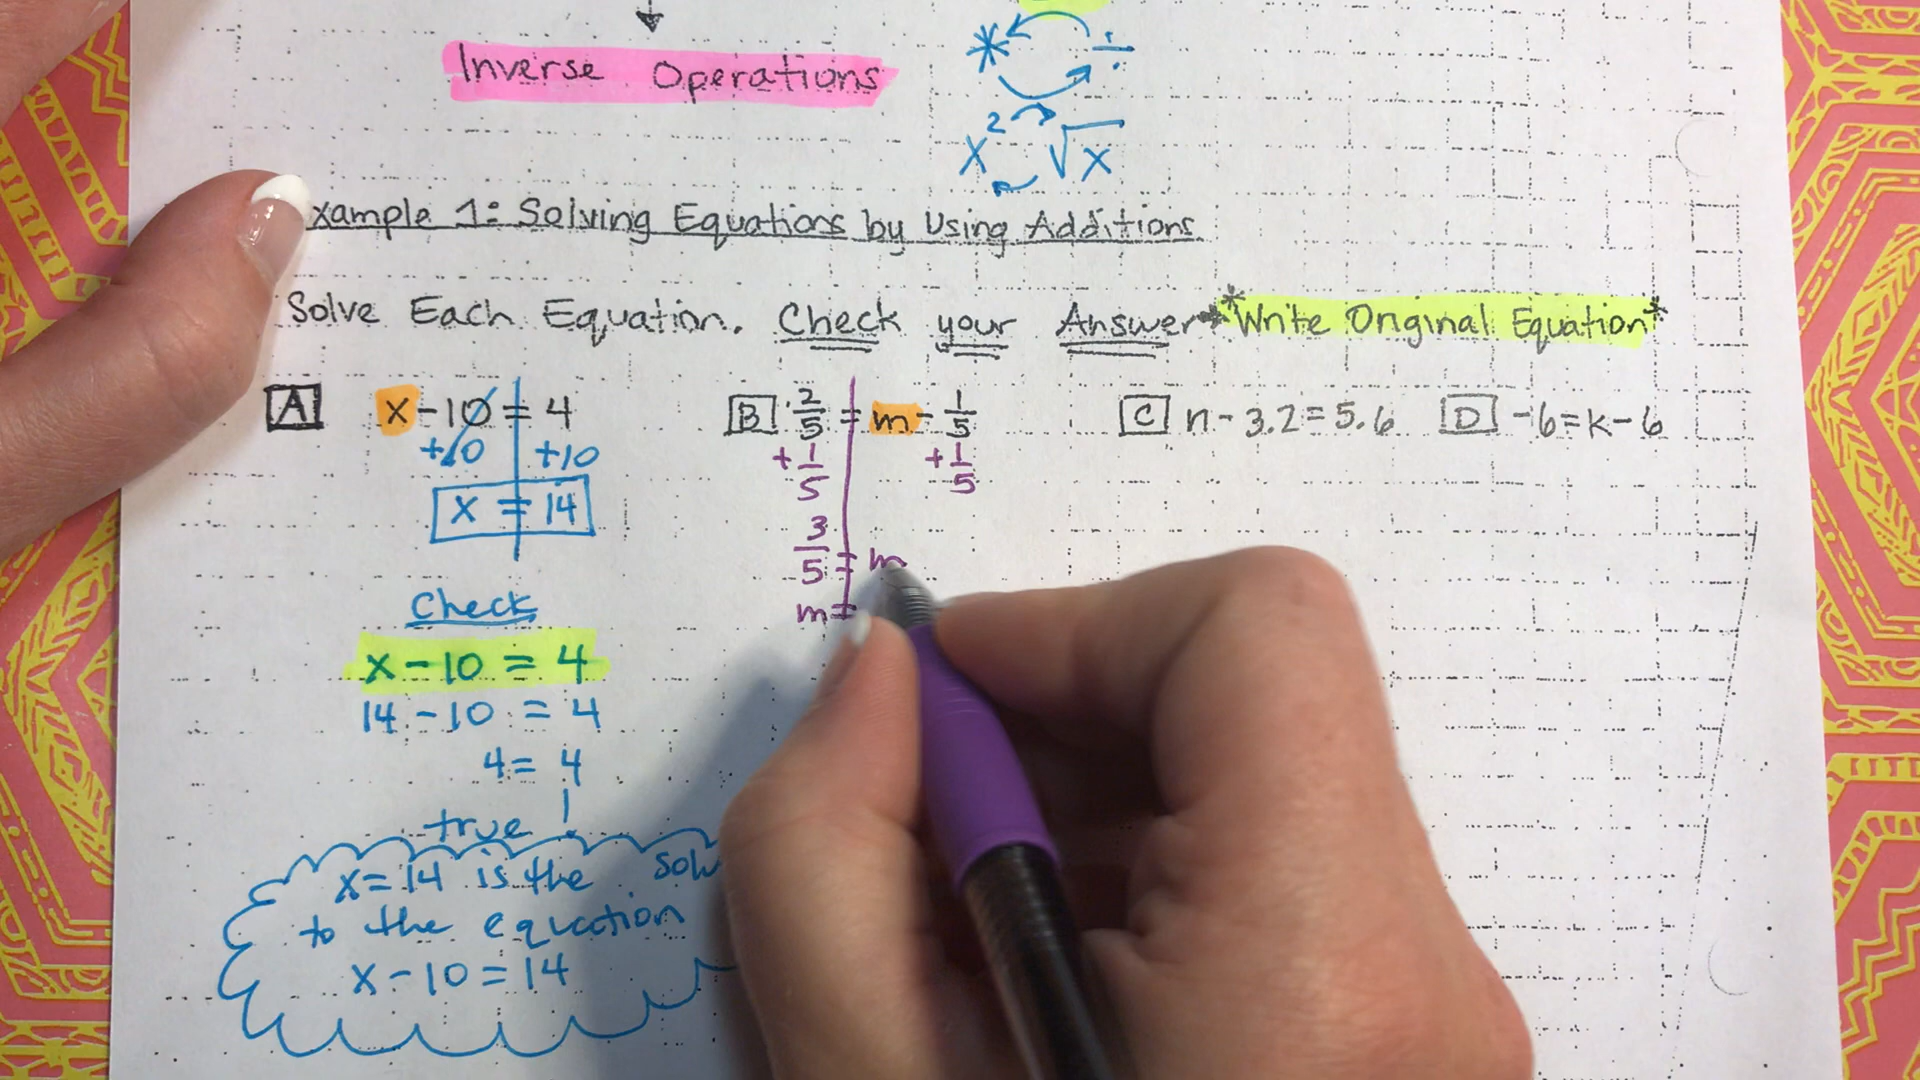 Inverse Operations
* ÷
x² √x
xample 1: Solving Equations by Using Additions
Solve Each Equation. Check your Answer *Write Original Equation*
A x - 10 = 4
+10 +10
x = 14
Check
x - 10 = 4
14 - 10 = 4
4 = 4
true
x = 14 is the
to the equation
x - 10 = 14
B 2/5 = m - 1/5
+ 1/5 + 1/5
3/5 = m
m =
C n - 3.2 = 5.6
D -6 = k - 6